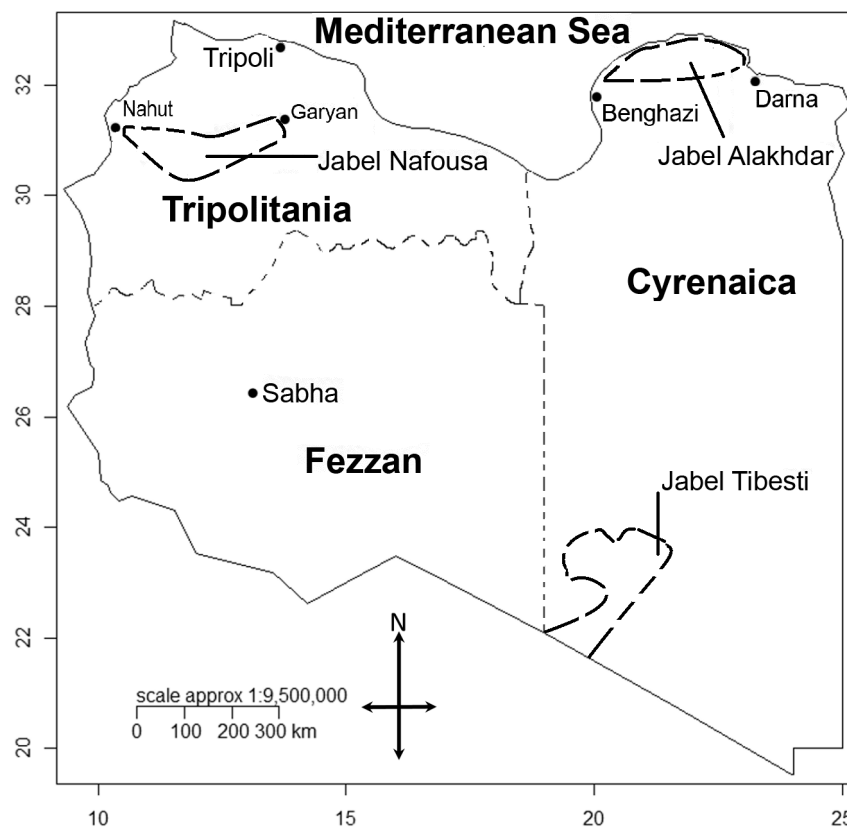 Mediterranean Sea
Tripoli
32
Nahut
Garyan
Benghazi
Darna
Jabel Nafousa
Jabel Alakhdar
30
Tripolitania
28
Cyrenaica
26
Sabha
Fezzan
Jabel Tibesti
24
22
N
scale approx 1:9,500,000
0 100 200 300 km
20
10 15 20 25